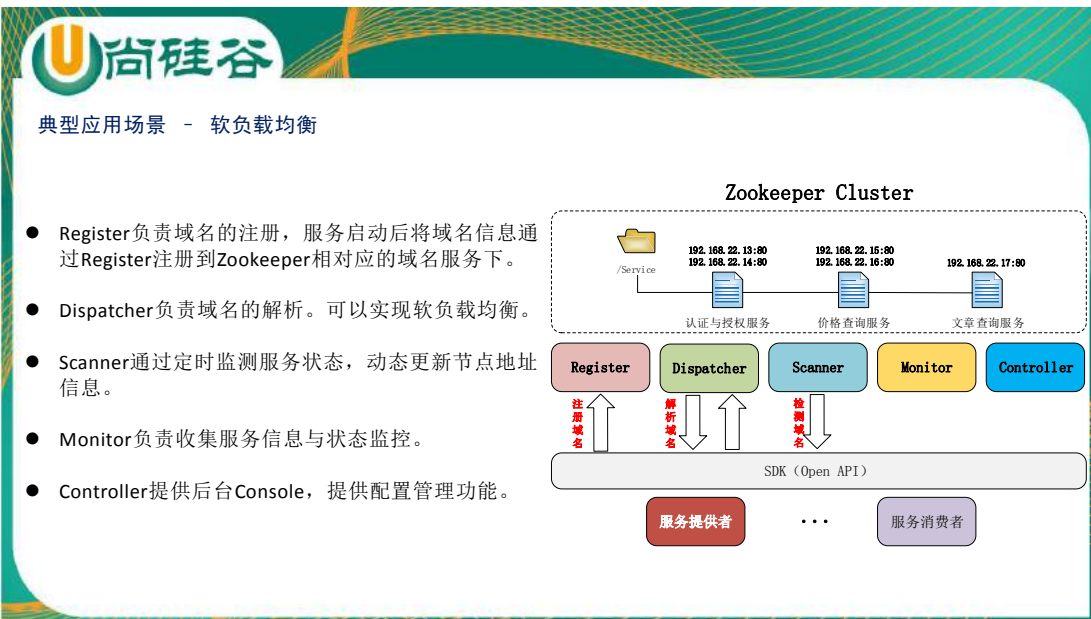 尚硅谷
典型应用场景 - 软负载均衡
● Register负责域名的注册，服务启动后将域名信息通
过Register注册到Zookeeper相对应的域名服务下。
● Dispatcher负责域名的解析。可以实现软负载均衡。
● Scanner通过定时监测服务状态，动态更新节点地址
信息。
● Monitor负责收集服务信息与状态监控。
● Controller提供后台Console，提供配置管理功能。
Zookeeper Cluster
/Service
192.168.22.13:80
192.168.22.14:80
认证与授权服务
192.168.22.15:80
192.168.22.16:80
价格查询服务
192.168.22.17:80
文章查询服务
Register
Dispatcher
Scanner
Monitor
Controller
注册域名
解析域名
检测域名
SDK（Open API）
服务提供者
...
服务消费者